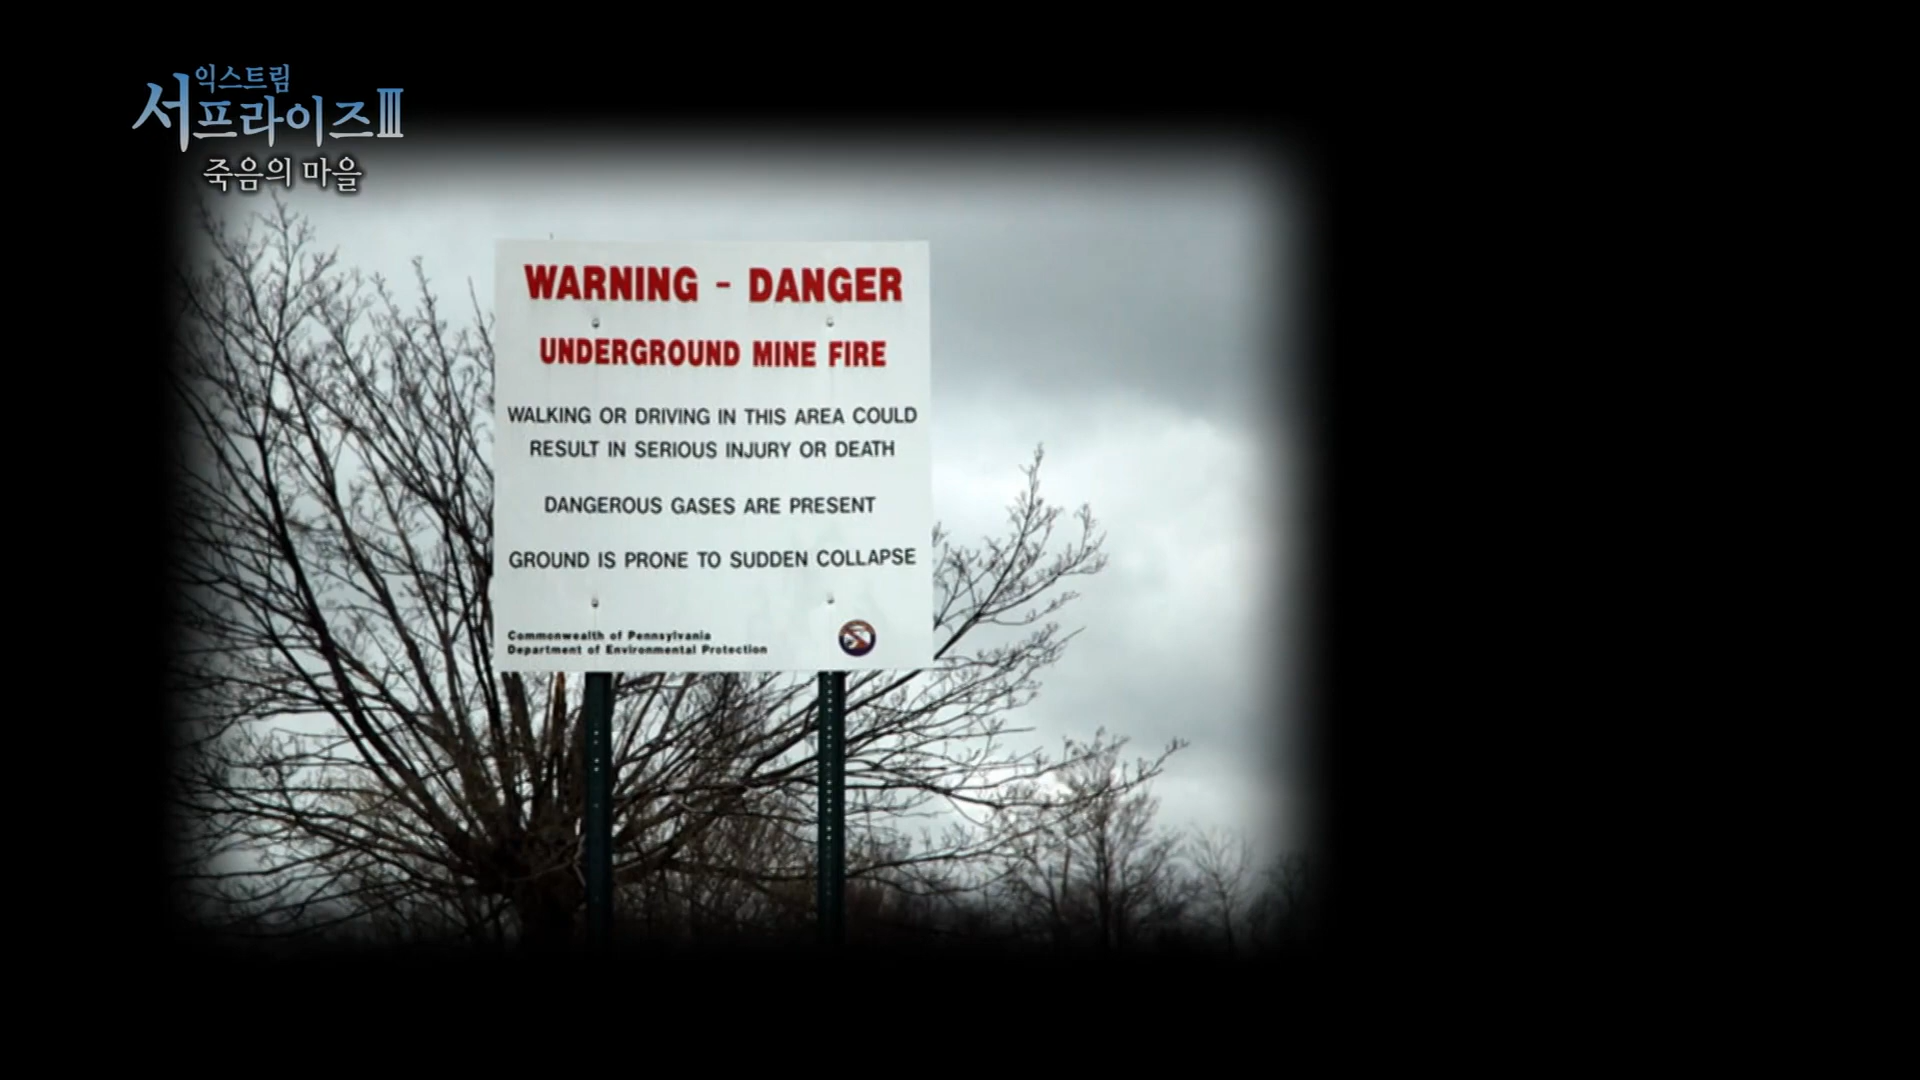 익스트림
서프라이즈Ⅲ
죽음의 마을
WARNING - DANGER
UNDERGROUND MINE FIRE
WALKING OR DRIVING IN THIS AREA COULD
RESULT IN SERIOUS INJURY OR DEATH
DANGEROUS GASES ARE PRESENT
GROUND IS PRONE TO SUDDEN COLLAPSE
Commonwealth of Pennsylvania
Department of Environmental Protection